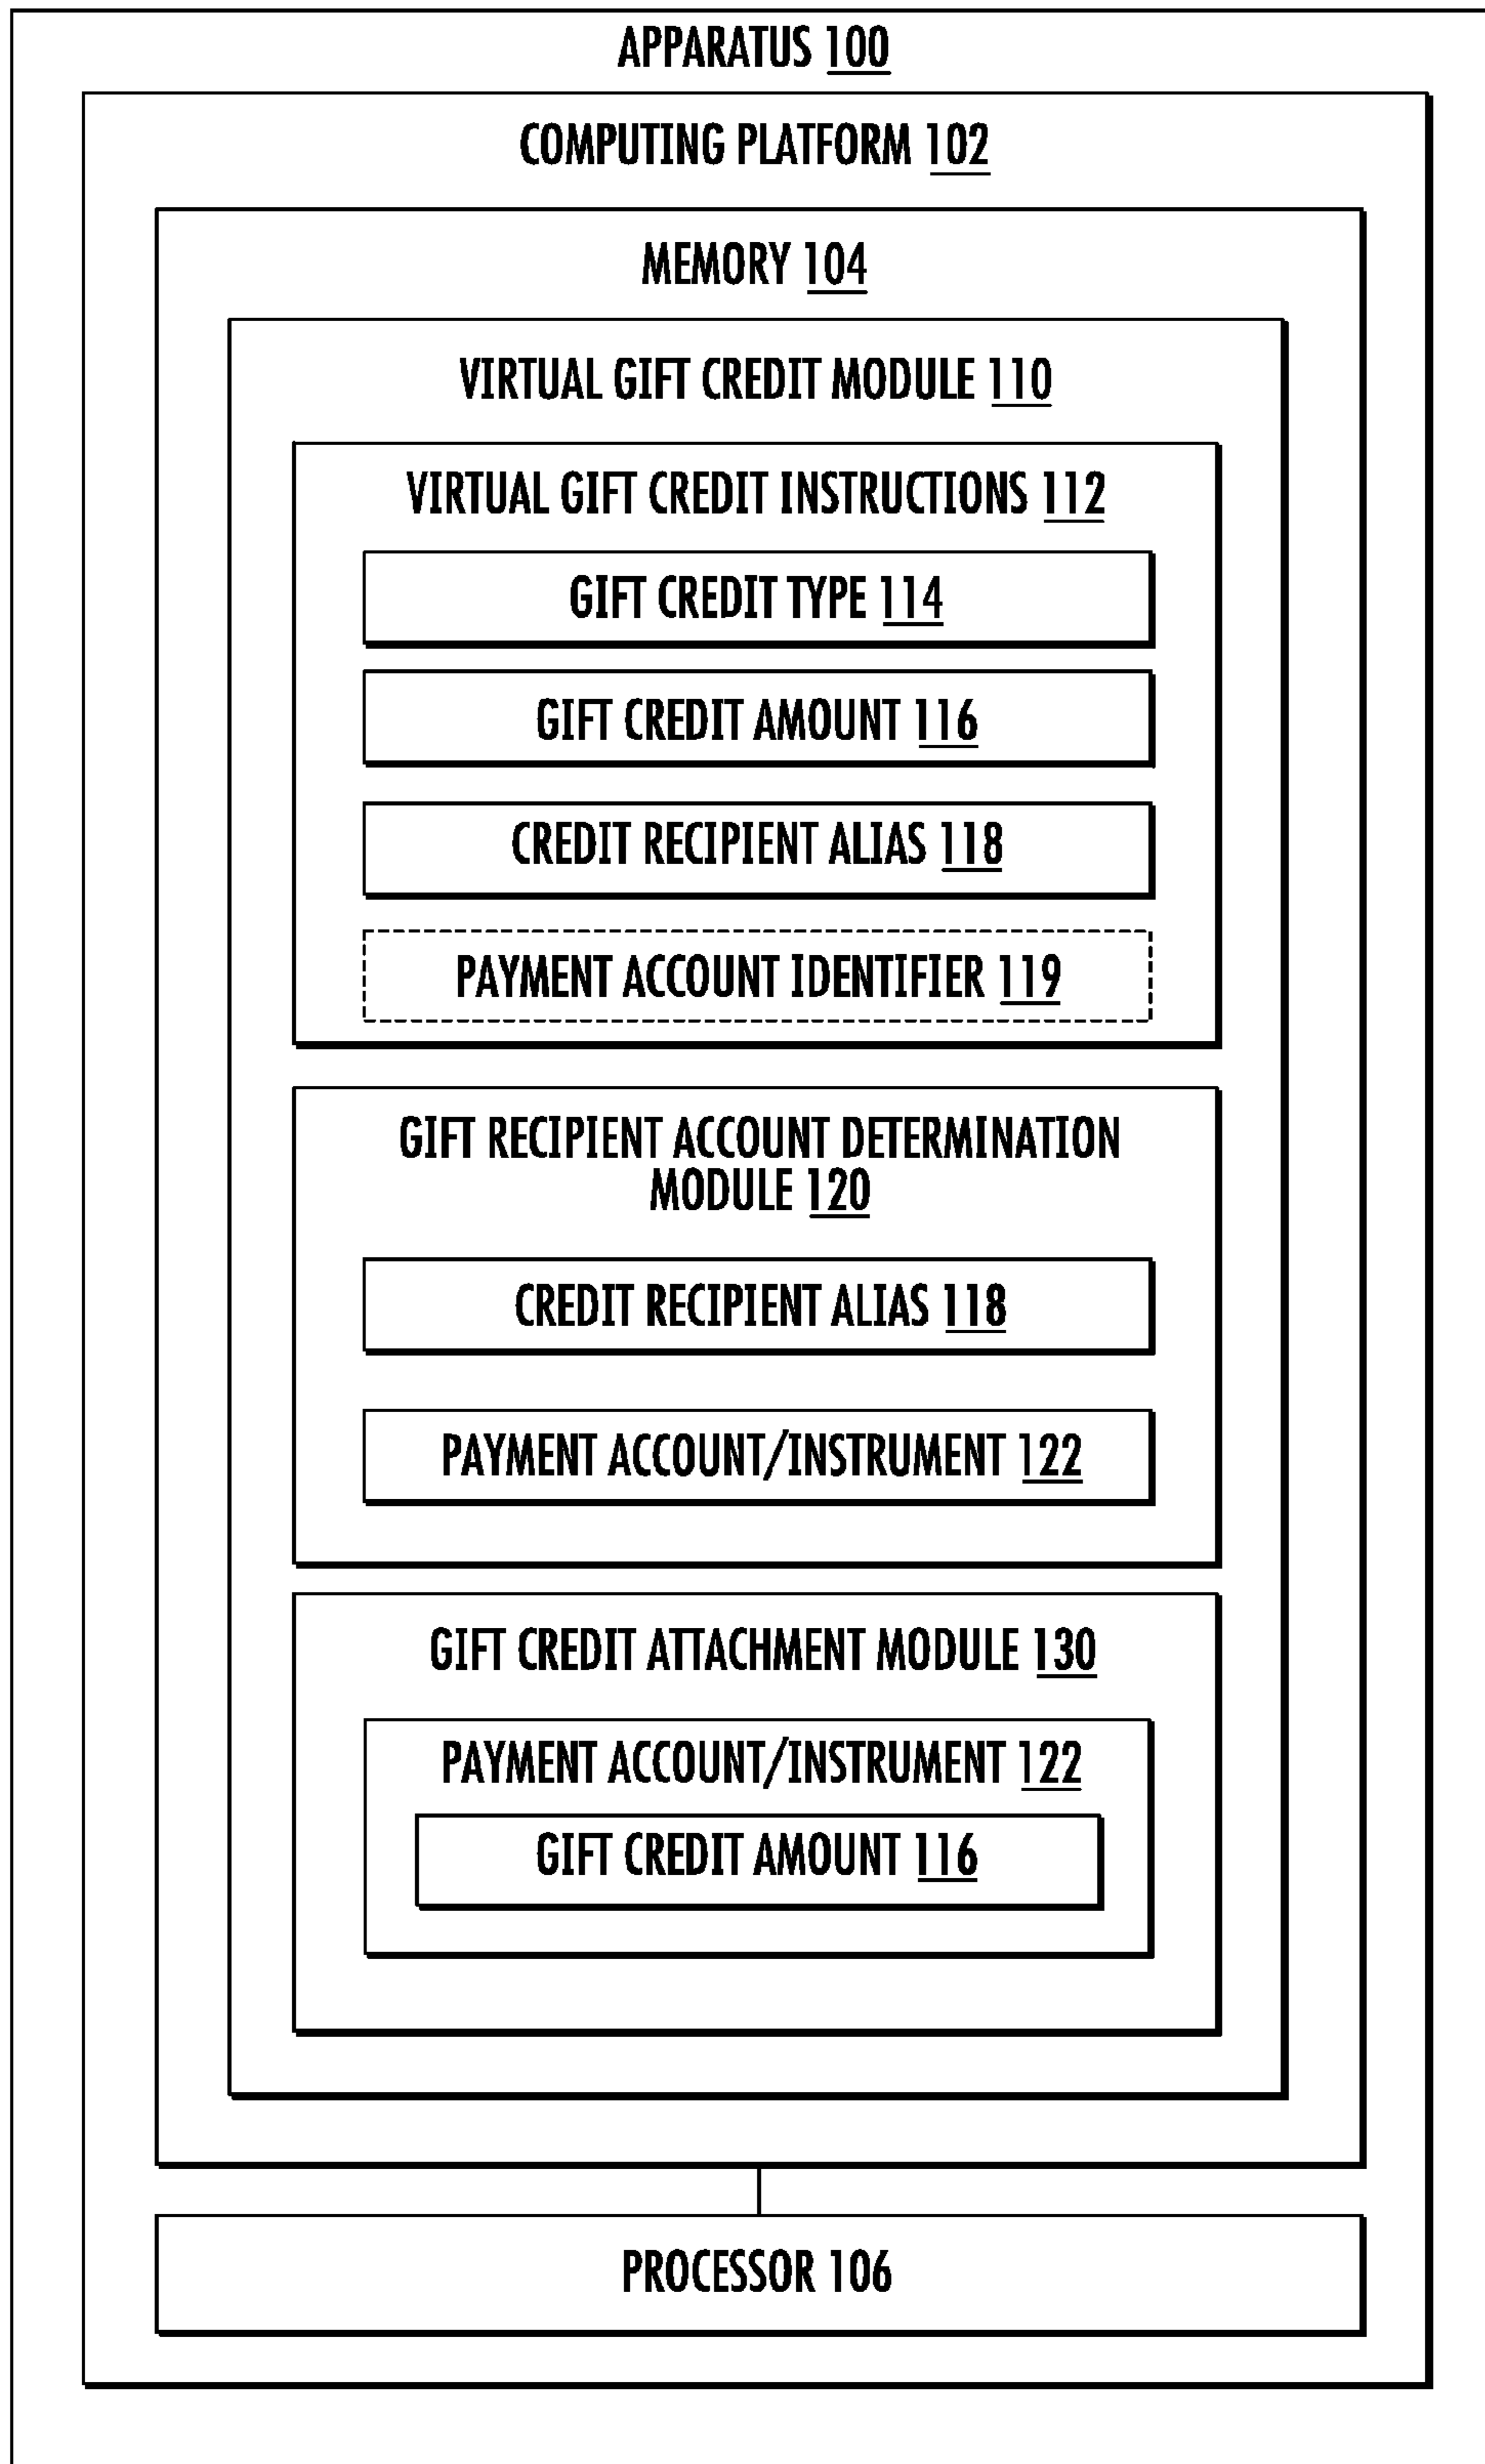 APPARATUS 100
COMPUTING PLATFORM 102
MEMORY 104
VIRTUAL GIFT CREDIT MODULE 110
VIRTUAL GIFT CREDIT INSTRUCTIONS 112
GIFT CREDIT TYPE 114
GIFT CREDIT AMOUNT 116
CREDIT RECIPIENT ALIAS 118
PAYMENT ACCOUNT IDENTIFIER 119
GIFT RECIPIENT ACCOUNT DETERMINATION
MODULE 120
CREDIT RECIPIENT ALIAS 118
PAYMENT ACCOUNT/INSTRUMENT 122
GIFT CREDIT ATTACHMENT MODULE 130
PAYMENT ACCOUNT/INSTRUMENT 122
GIFT CREDIT AMOUNT 116
PROCESSOR 106